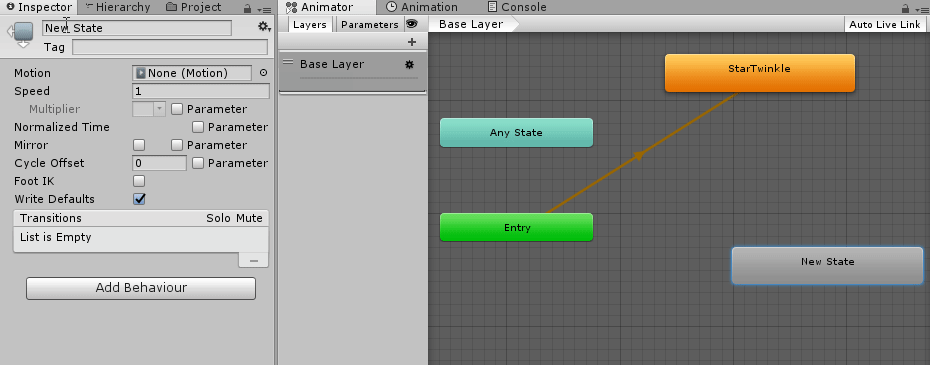 Inspector Hierarchy Project
New State
Tag
Motion None (Motion)
Speed 1
Multiplier Parameter
Normalized Time Parameter
Mirror Parameter
Cycle Offset 0 Parameter
Foot IK
Write Defaults
Transitions Solo Mute
List is Empty
Add Behaviour
Animator Animation Console
Layers Parameters
Base Layer
Base Layer Auto Live Link
StarTwinkle
Any State
Entry
New State